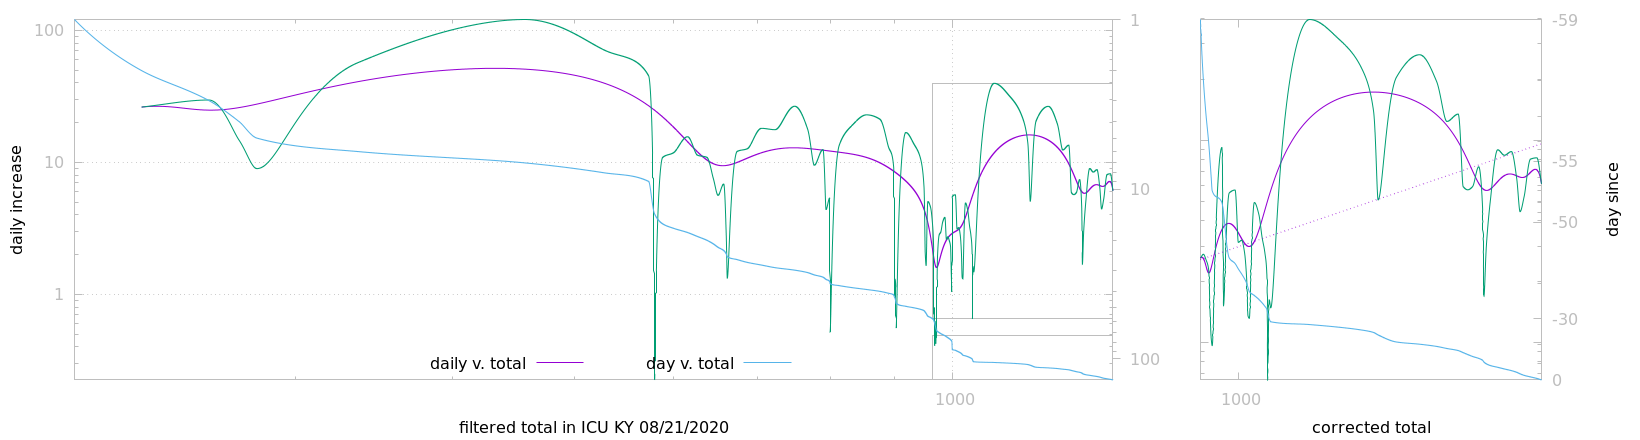 100
10
1
daily increase
daily v. total
day v. total
1
10
100
1000
filtered total in ICU KY 08/21/2020
-59
-55
-50
-30
0
day since
1000
corrected total